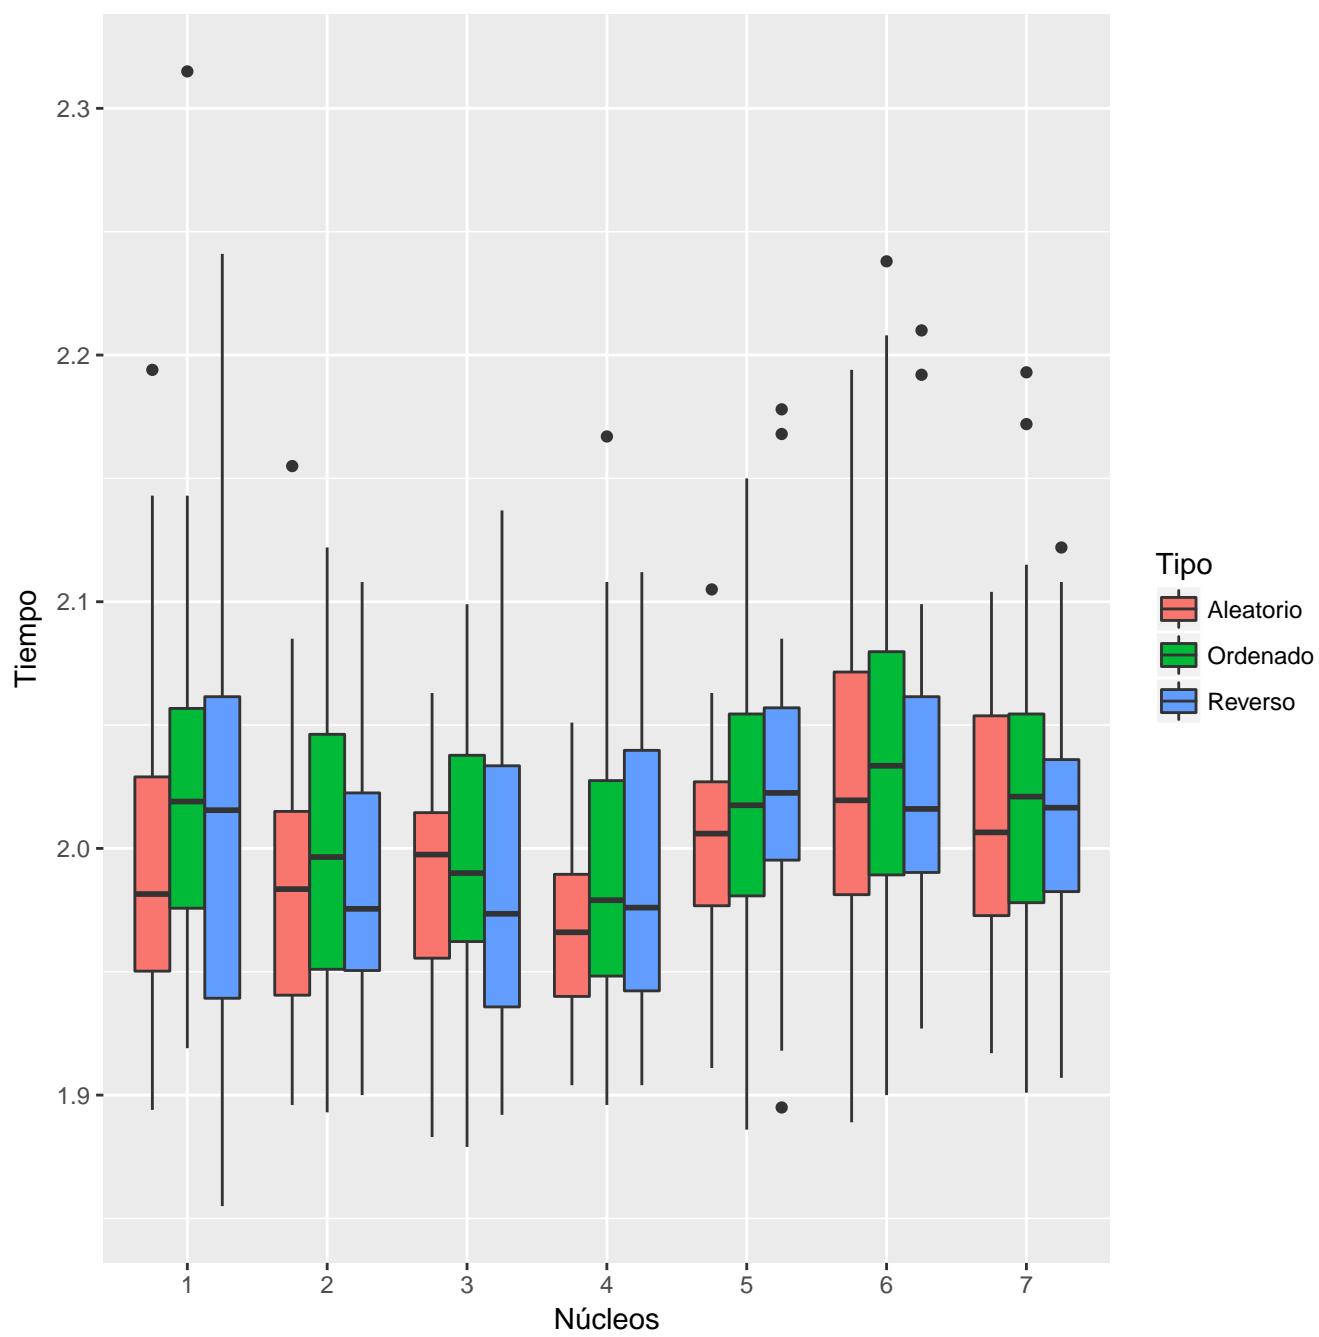 Tiempo
2.3
2.2
2.1
2.0
1.9
1 2 3 4 5 6 7
Núcleos
Tipo
Aleatorio
Ordenado
Reverso